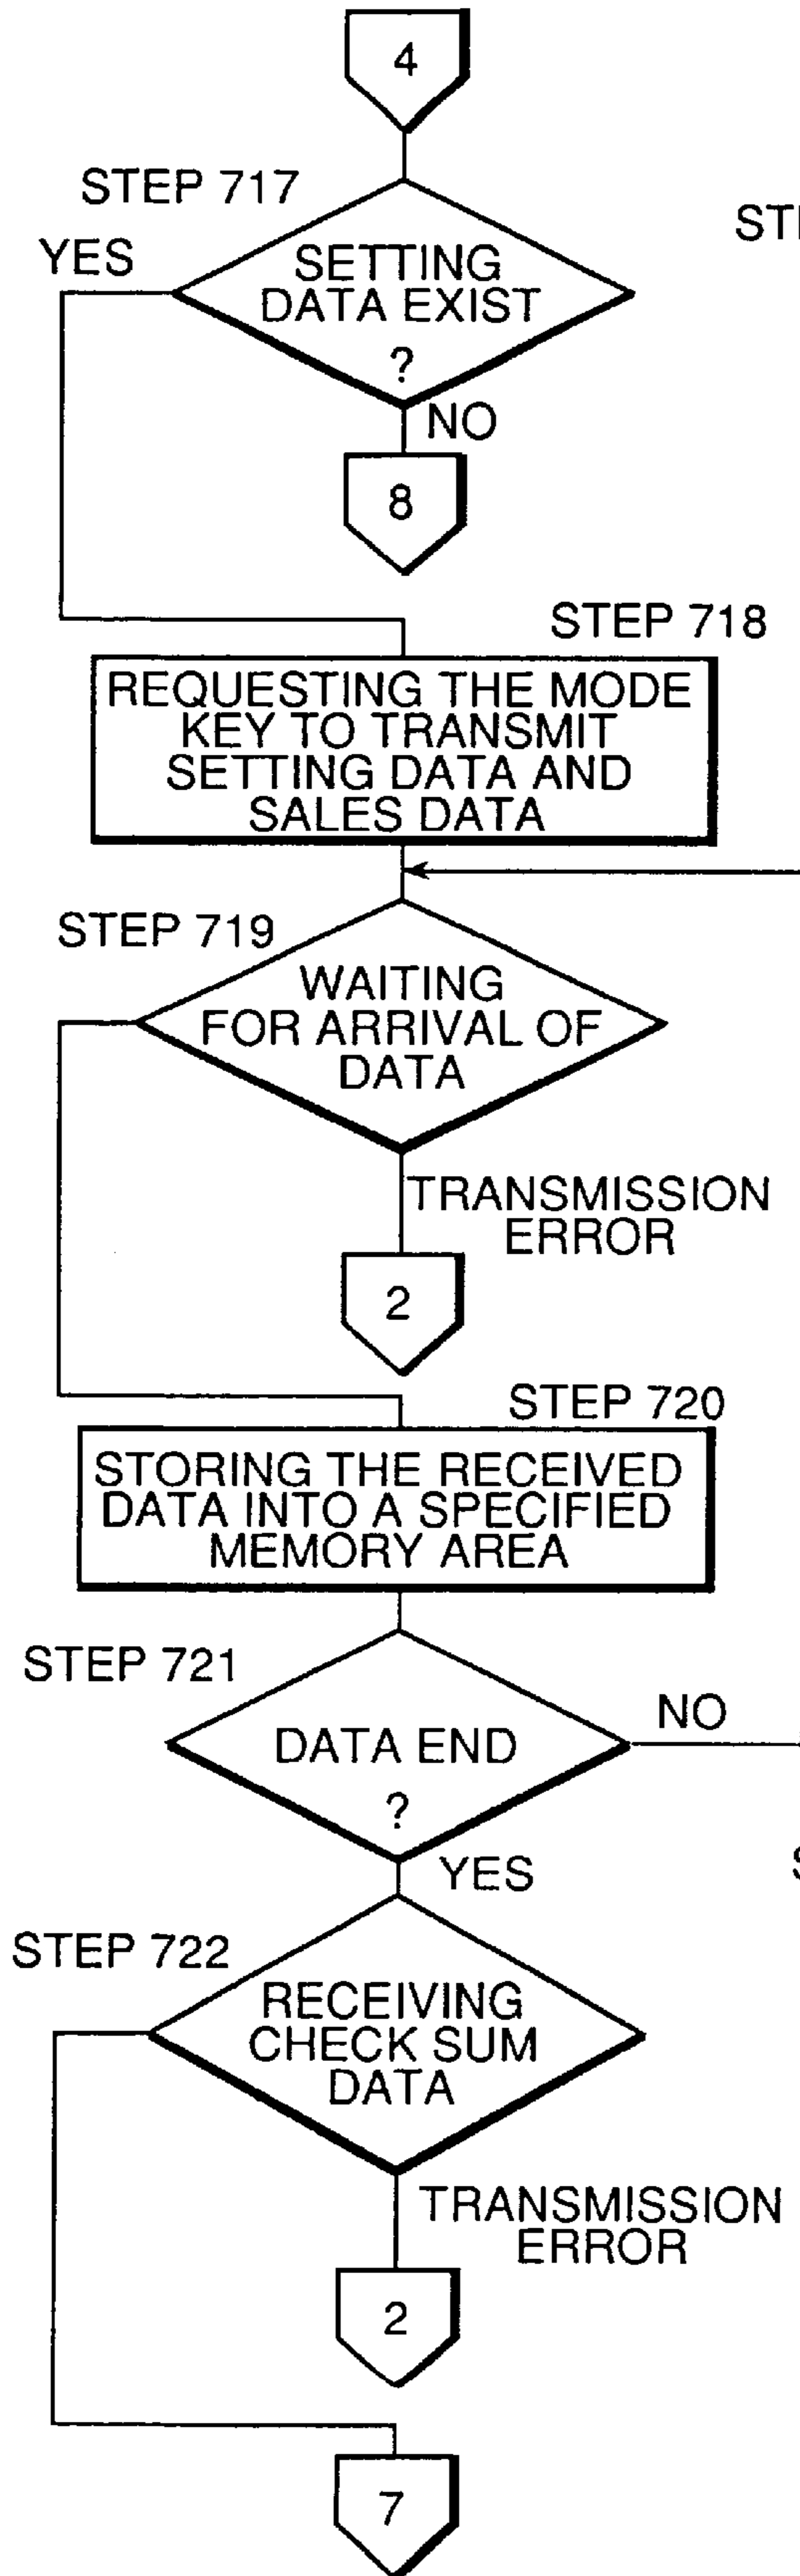 4
STEP 717
YES
SETTING
DATA EXIST
?
NO
8
STEP 718
REQUESTING THE MODE
KEY TO TRANSMIT
SETTING DATA AND
SALES DATA
STEP 719
WAITING
FOR ARRIVAL OF
DATA
TRANSMISSION
ERROR
2
STEP 720
STORING THE RECEIVED
DATA INTO A SPECIFIED
MEMORY AREA
STEP 721
DATA END
?
NO
YES
STEP 722
RECEIVING
CHECK SUM
DATA
TRANSMISSION
ERROR
2
7